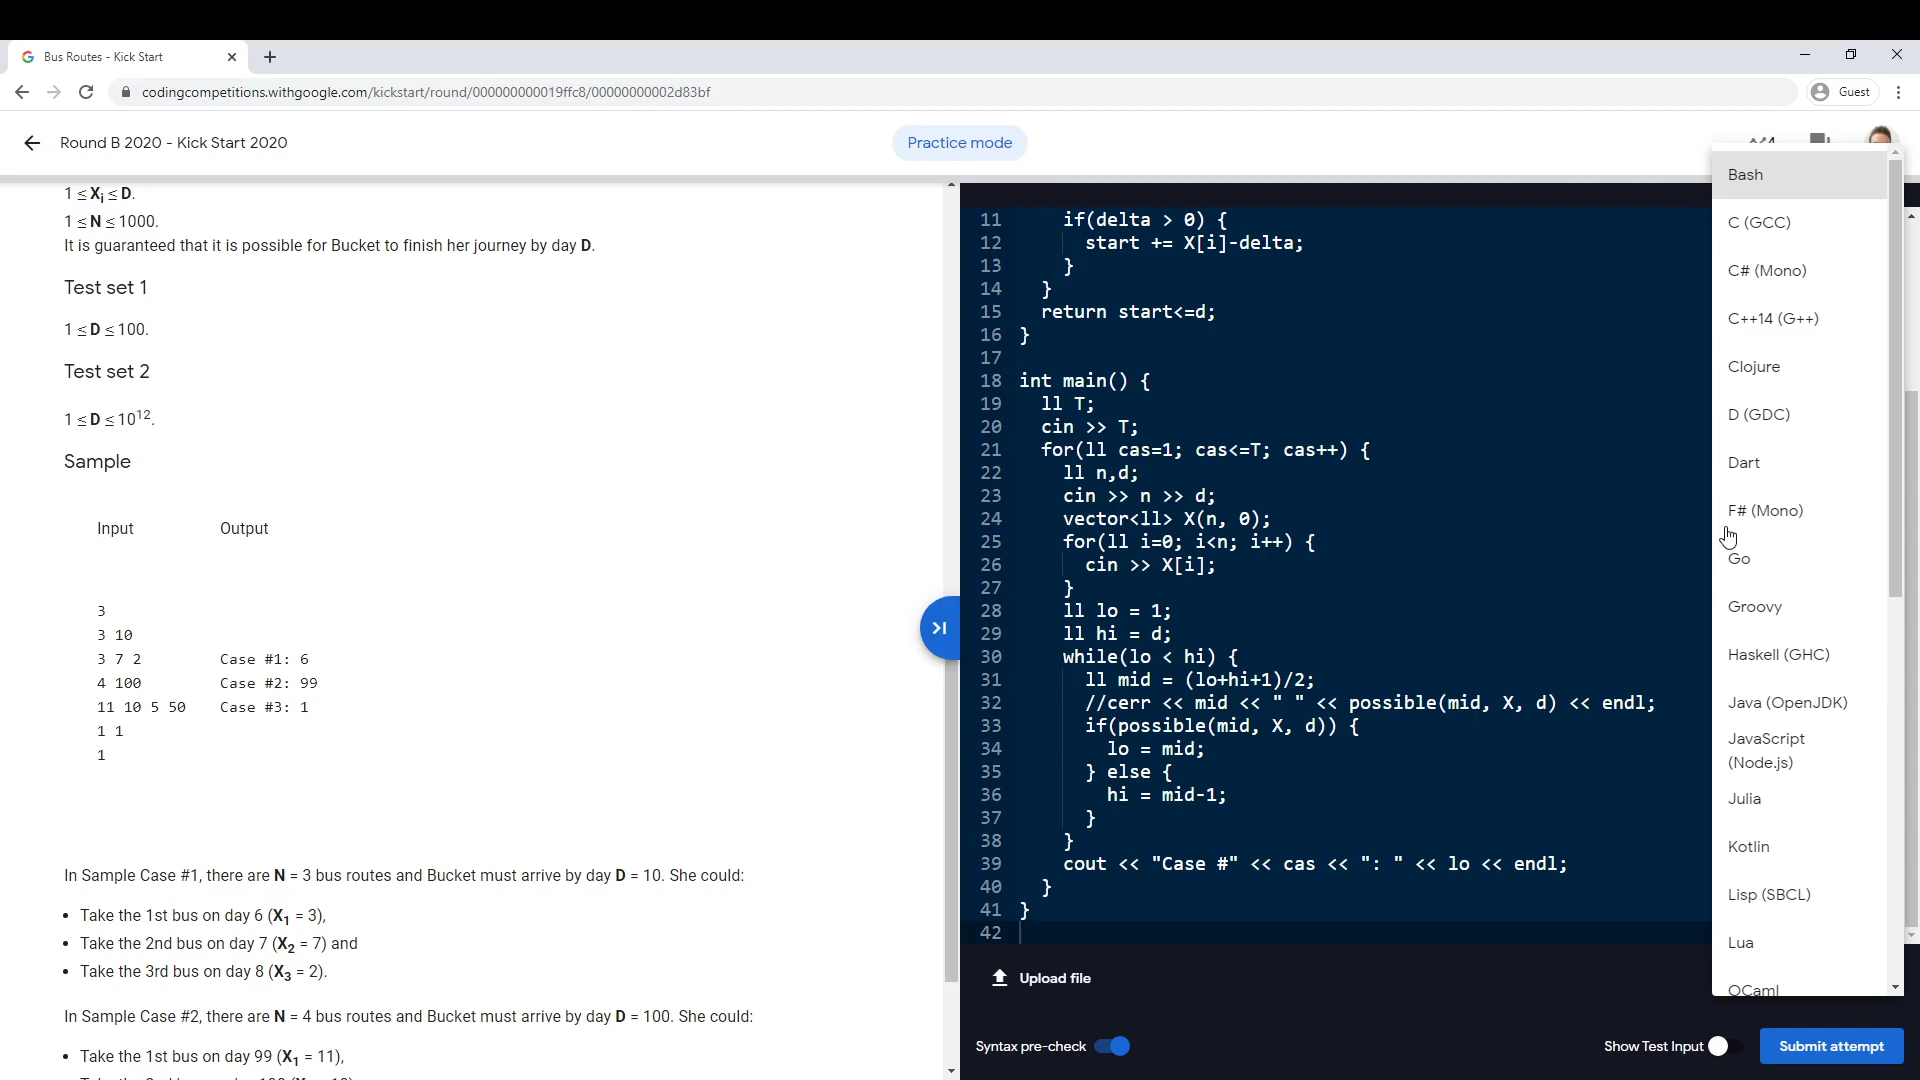 Bus Routes - Kick Start
codingcompetitions.withgoogle.com/kickstart/round/000000000019ffc8/00000000002d83bf
Guest
Round B 2020 - Kick Start 2020
Practice mode
1 ≤ Xi ≤ D.
1 ≤ N ≤ 1000.
It is guaranteed that it is possible for Bucket to finish her journey by day D.
Test set 1
1 ≤ D ≤ 100.
Test set 2
1 ≤ D ≤ 10^12.
Sample
Input Output
3
3 10
3 7 2 Case #1: 6
4 100 Case #2: 99
11 10 5 50 Case #3: 1
1 1
1
In Sample Case #1, there are N = 3 bus routes and Bucket must arrive by day D = 10. She could:
• Take the 1st bus on day 6 (X1 = 3),
• Take the 2nd bus on day 7 (X2 = 7) and
• Take the 3rd bus on day 8 (X3 = 2).
In Sample Case #2, there are N = 4 bus routes and Bucket must arrive by day D = 100. She could:
• Take the 1st bus on day 99 (X1 = 11),
11 if(delta > 0) {
12 start += X[i]-delta;
13 }
14 }
15 return start<=d;
16 }
17
18 int main() {
19 ll T;
20 cin >> T;
21 for(ll cas=1; cas<=T; cas++) {
22 ll n,d;
23 cin >> n >> d;
24 vector<ll> X(n, 0);
25 for(ll i=0; i<n; i++) {
26 cin >> X[i];
27 }
28 ll lo = 1;
29 ll hi = d;
30 while(lo < hi) {
31 ll mid = (lo+hi+1)/2;
32 //cerr << mid << " " << possible(mid, X, d) << endl;
33 if(possible(mid, X, d)) {
34 lo = mid;
35 } else {
36 hi = mid-1;
37 }
38 }
39 cout << "Case #" << cas << ": " << lo << endl;
40 }
41 }
42
Upload file
Syntax pre-check
Show Test Input
Submit attempt
Bash
C (GCC)
C# (Mono)
C++14 (G++)
Clojure
D (GDC)
Dart
F# (Mono)
Go
Groovy
Haskell (GHC)
Java (OpenJDK)
JavaScript
(Node.js)
Julia
Kotlin
Lisp (SBCL)
Lua
OCaml